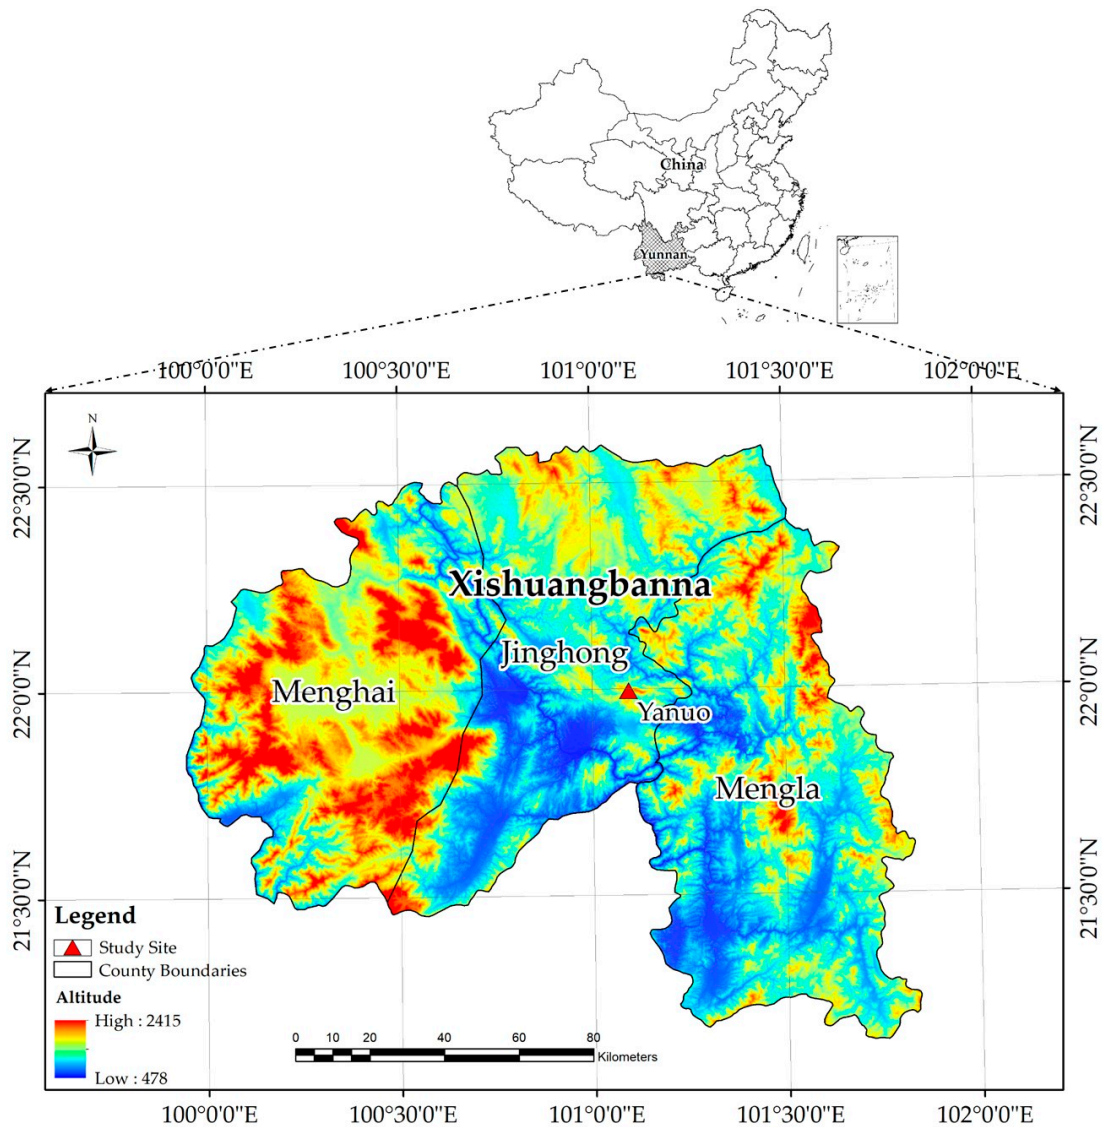 China
Yunnan
100°0'0"E 100°30'0"E 101°0'0"E 101°30'0"E 102°0'0"E
N
22°30'0"N
22°30'0"N
Xishuangbanna
Jinghong
22°0'0"N
Menghai
22°0'0"N
Yanuo
Mengla
21°30'0"N
21°30'0"N
Legend
Study Site
County Boundaries
Altitude
High : 2415
Low : 478
0 10 20 40 60 80
Kilometers
100°0'0"E 100°30'0"E 101°0'0"E 101°30'0"E 102°0'0"E